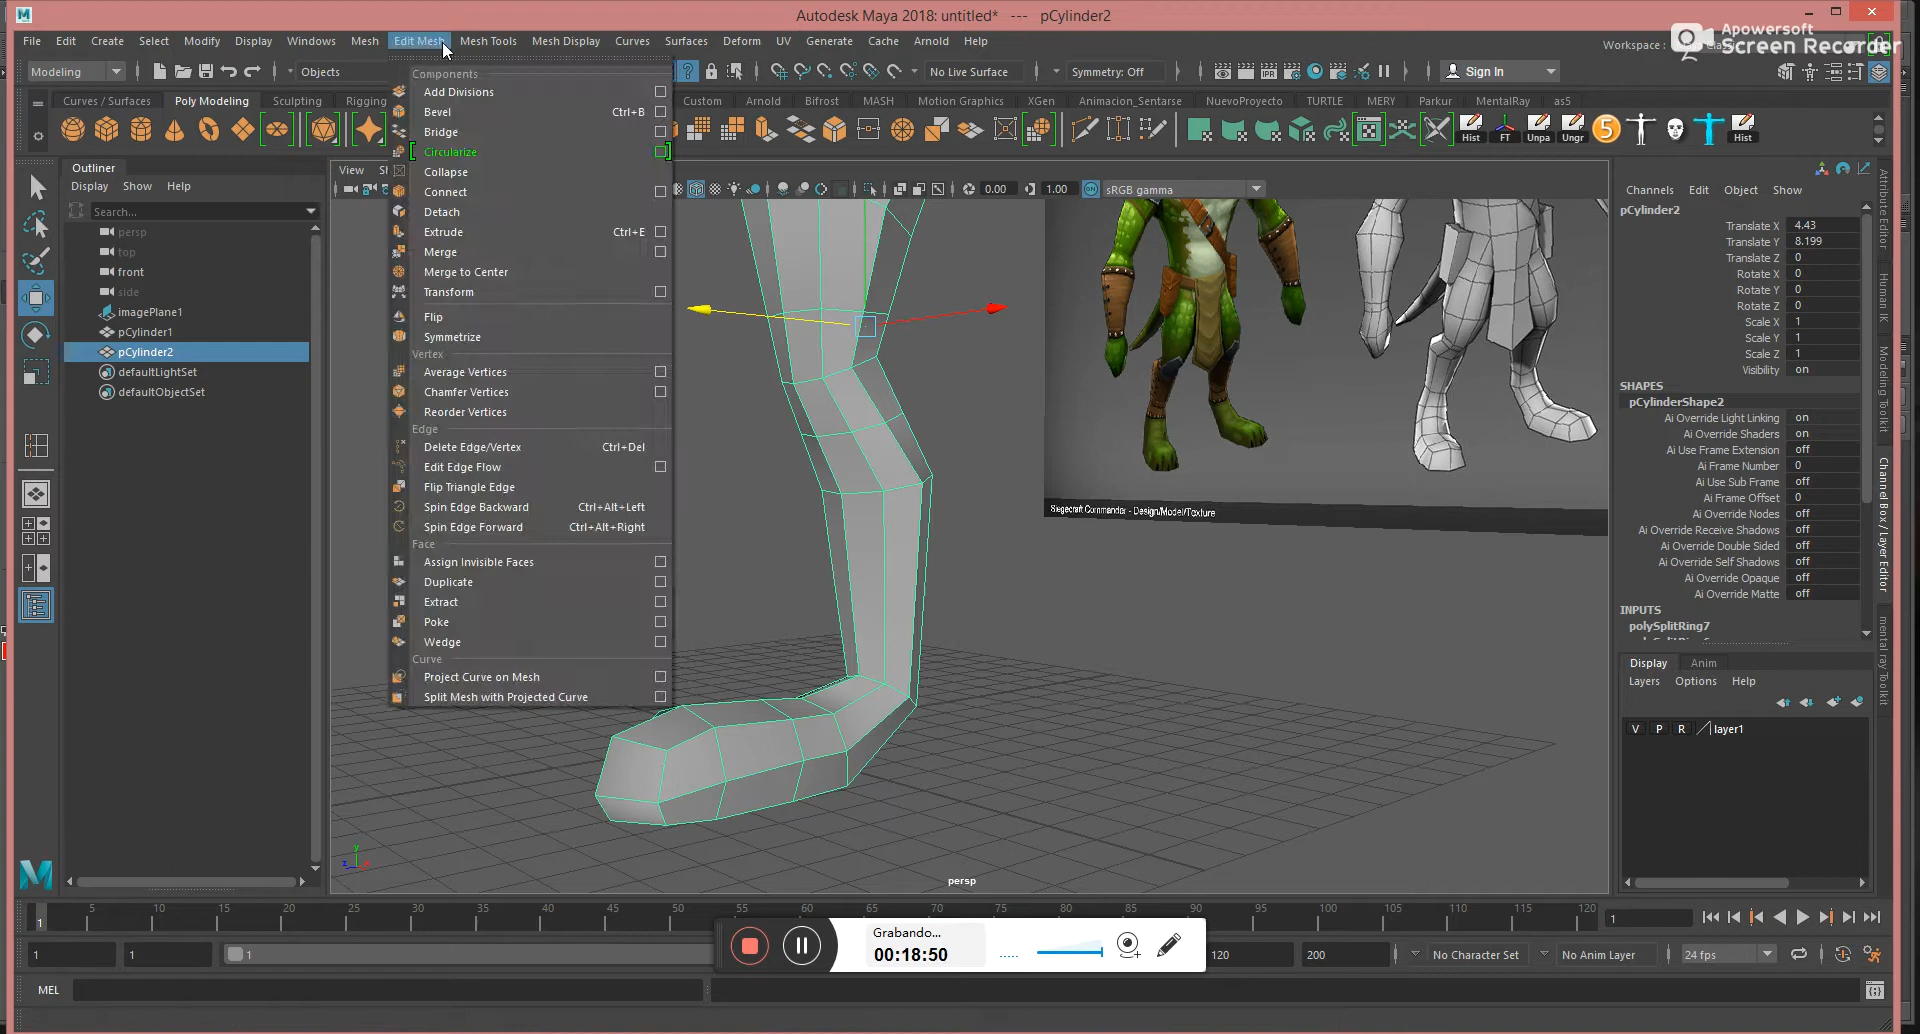 Autodesk Maya 2018: untitled* --- pCylinder2
Apowersoft
Screen Recorder
File Edit Create Select Modify Display Windows Mesh Edit Mesh Mesh Tools Mesh Display Curves Surfaces Deform UV Generate Cache Arnold Help
Workspace :
Modeling Objects No Live Surface Symmetry: Off Sign In
Curves / Surfaces Poly Modeling Sculpting Rigging Custom Arnold Bifrost MASH Motion Graphics XGen Animacion_Sentarse NuevoProyecto TURTLE MERY Parkur MentalRay as5
Hist FT Unpa Ungr 5 Hist
Components
Add Divisions
Bevel Ctrl+B
Bridge
Circularize
Collapse
Connect
Detach
Extrude Ctrl+E
Merge
Merge to Center
Transform
Flip
Symmetrize
Vertex
Average Vertices
Chamfer Vertices
Reorder Vertices
Edge
Delete Edge/Vertex Ctrl+Del
Edit Edge Flow
Flip Triangle Edge
Spin Edge Backward Ctrl+Alt+Left
Spin Edge Forward Ctrl+Alt+Right
Face
Assign Invisible Faces
Duplicate
Extract
Poke
Wedge
Curve
Project Curve on Mesh
Split Mesh with Projected Curve
Outliner
Display Show Help
Search...
persp
top
front
side
imagePlane1
pCylinder1
pCylinder2
defaultLightSet
defaultObjectSet
View
0.00 1.00 sRGB gamma
Siegecraft Commander - Design/Model/Texture
y
z x
persp
Channels Edit Object Show
pCylinder2
Translate X 4.43
Translate Y 8.199
Translate Z 0
Rotate X 0
Rotate Y 0
Rotate Z 0
Scale X 1
Scale Y 1
Scale Z 1
Visibility on
SHAPES
pCylinderShape2
Ai Override Light Linking on
Ai Override Shaders on
Ai Use Frame Extension off
Ai Frame Number 0
Ai Use Sub Frame off
Ai Frame Offset 0
Ai Override Nodes off
Ai Override Receive Shadows off
Ai Override Double Sided off
Ai Override Self Shadows off
Ai Override Opaque off
Ai Override Matte off
INPUTS
polySplitRing7
Display Anim
Layers Options Help
V P R layer1
Attribute Editor
Human IK
Modeling Toolkit
Channel Box / Layer Editor
mental ray Toolkit
1 5 10 15 20 25 30 35 40 45 50 55 60 65 70 75 80 85 90 95 100 105 110 115 120 1
1 1 1 120 200 No Character Set No Anim Layer 24 fps
Grabando...
00:18:50
MEL